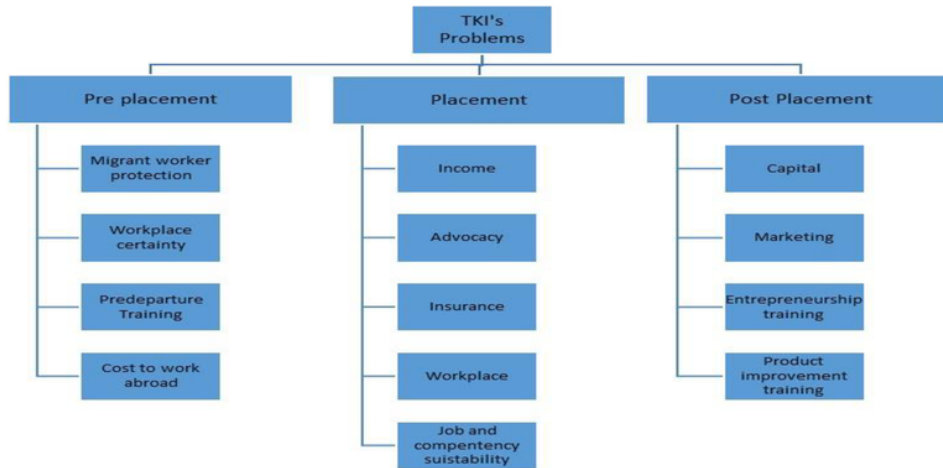 TKI's
Problems
Pre placement
Placement
Post Placement
Migrant worker
protection
Workplace
certainty
Predeparture
Training
Cost to work
abroad
Income
Advocacy
Insurance
Workplace
Job and
compentency
suistability
Capital
Marketing
Entrepreneurship
training
Product
improvement
training